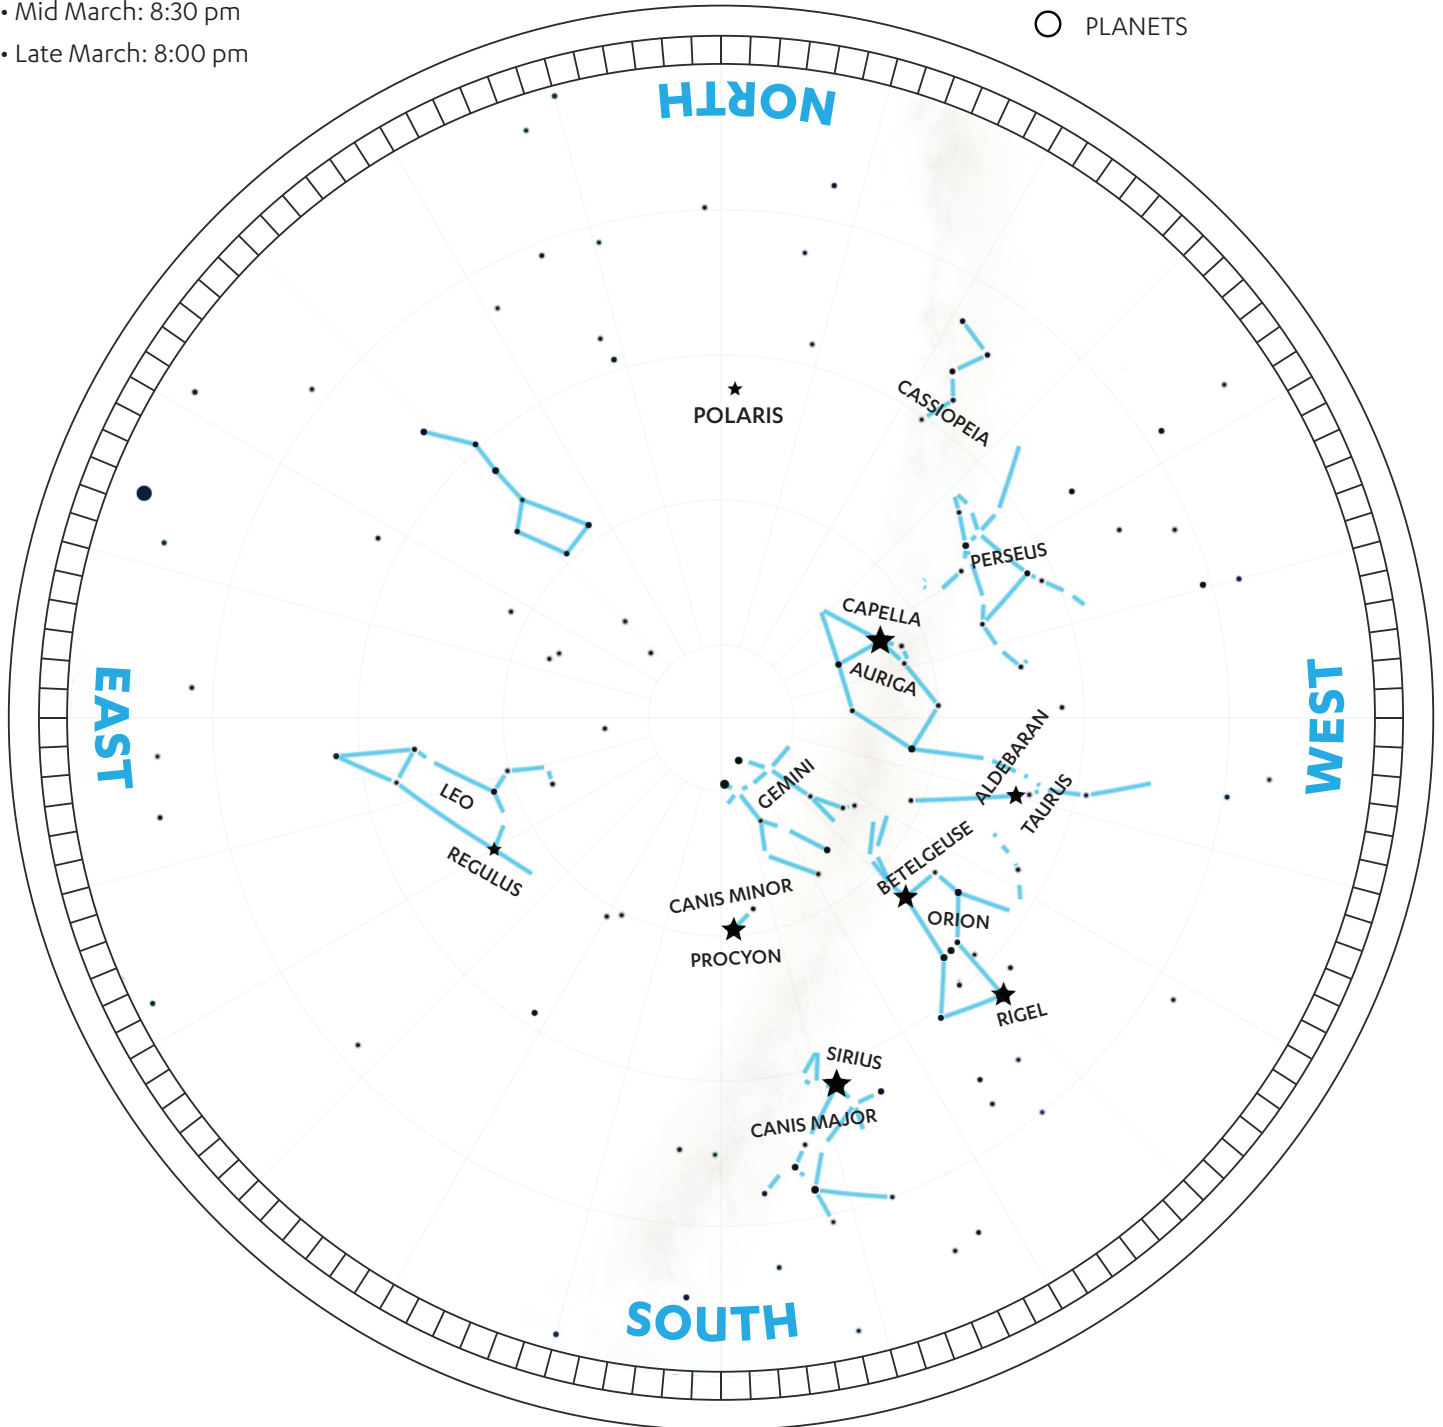 • Mid March: 8:30 pm
• Late March: 8:00 pm
PLANETS
NORTH
CASSIOPEIA
POLARIS
PERSEUS
CAPELLA
AURIGA
EAST
WEST
ALDEBARAN
TAURUS
GEMINI
LEO
BETELGEUSE
REGULUS
CANIS MINOR
ORION
PROCYON
RIGEL
SIRIUS
CANIS MAJOR
SOUTH